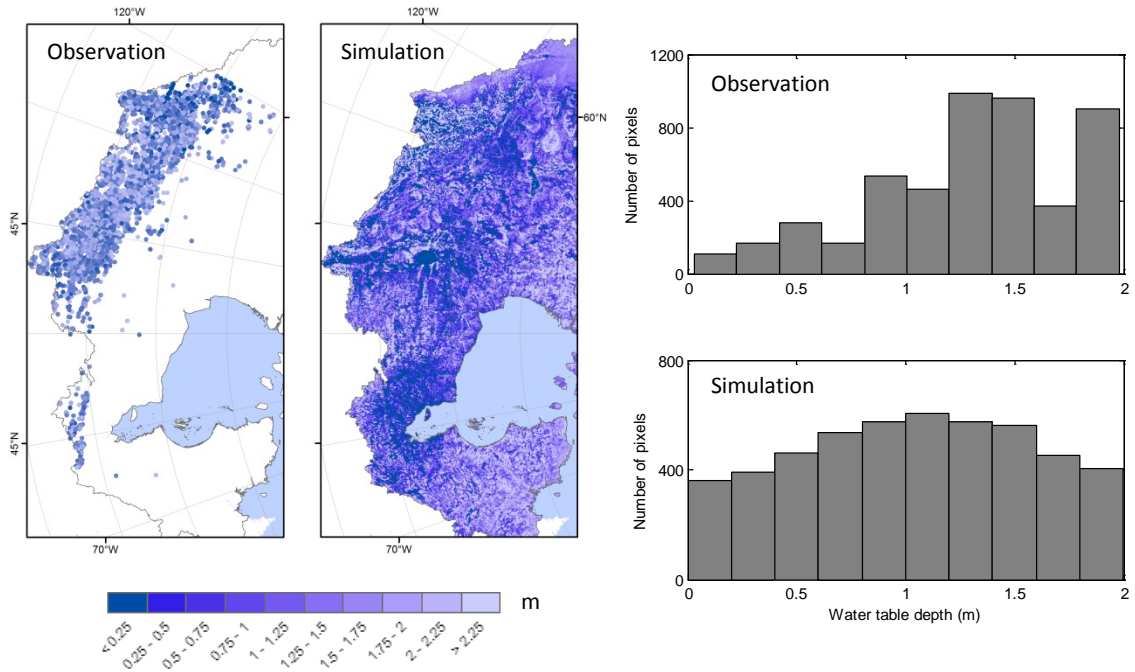 120°W
120°W
Observation
Simulation
60°N
45°N
45°N
70°W
70°W
< 0.25
0.25 - 0.5
0.5 - 0.75
0.75 - 1
1 - 1.25
1.25 - 1.5
1.5 - 1.75
1.75 - 2
2 - 2.25
> 2.25
m
1200
800
400
0
Number of pixels
Observation
0
0.5
1
1.5
2
800
400
0
Number of pixels
Simulation
0
0.5
1
1.5
2
Water table depth (m)